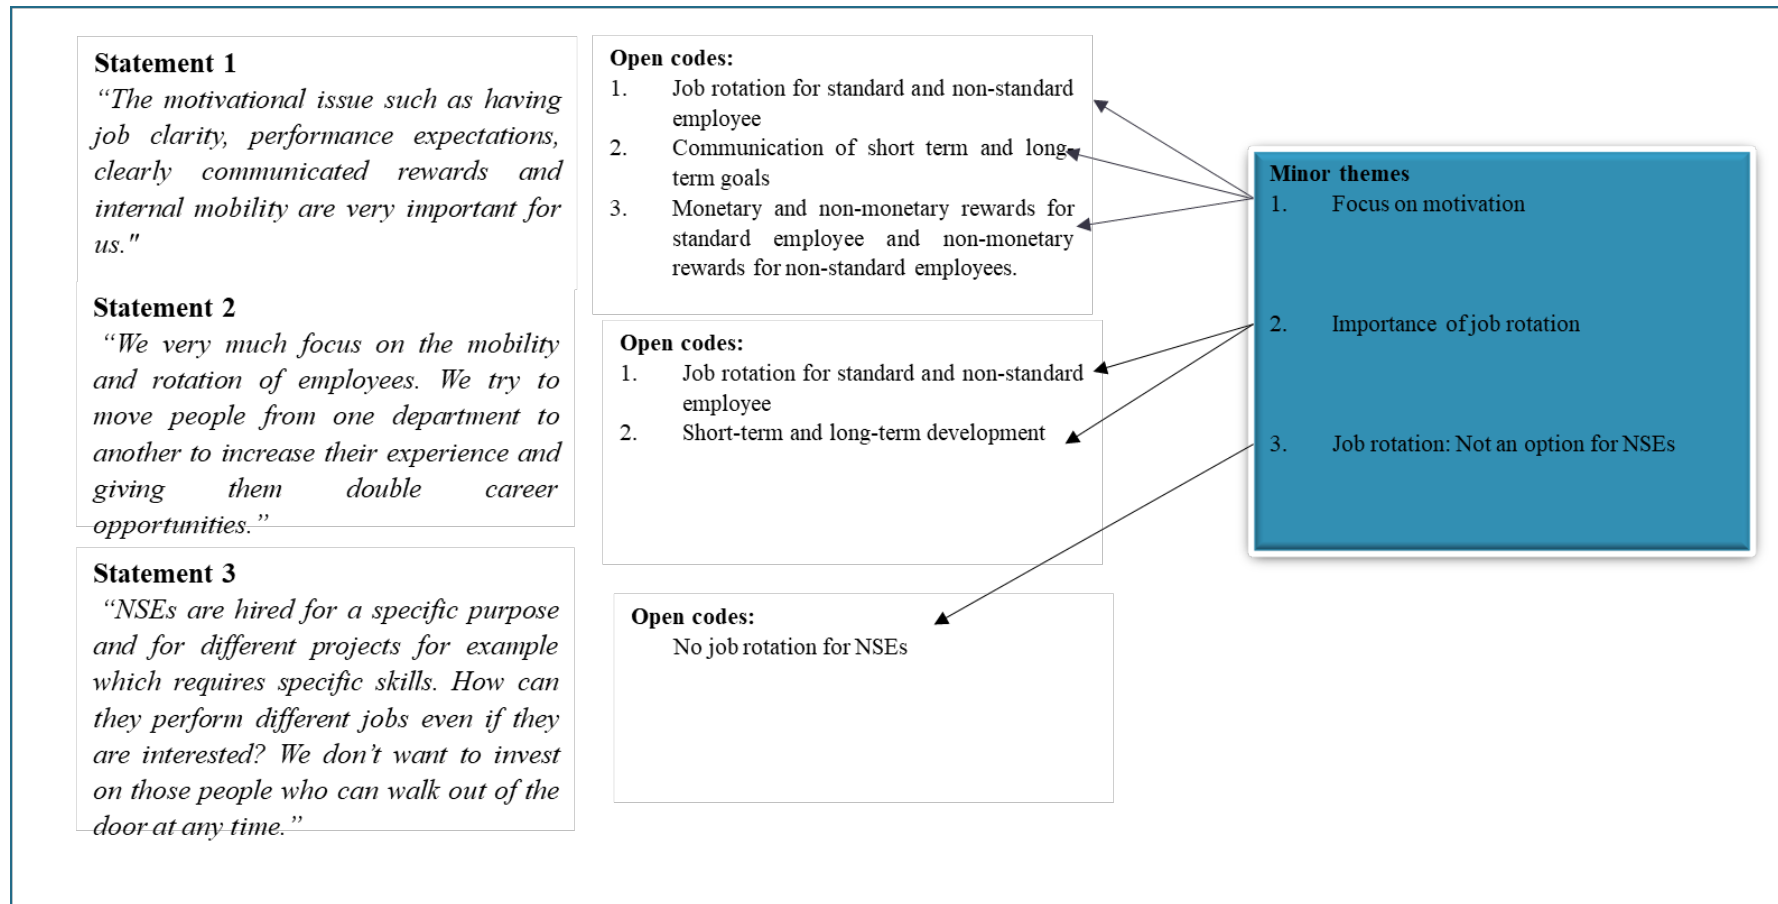 Statement 1
“The motivational issue such as having
job clarity, performance expectations,
clearly communicated rewards and
internal mobility are very important for
us."
Statement 2
“We very much focus on the mobility
and rotation of employees. We try to
move people from one department to
another to increase their experience and
giving them double career
opportunities.”
Statement 3
“NSEs are hired for a specific purpose
and for different projects for example
which requires specific skills. How can
they perform different jobs even if they
are interested? We don’t want to invest
on those people who can walk out of the
door at any time.”
Open codes:
1. Job rotation for standard and non-standard
employee
2. Communication of short term and long-
term goals
3. Monetary and non-monetary rewards for
standard employee and non-monetary
rewards for non-standard employees.
Open codes:
1. Job rotation for standard and non-standard
employee
2. Short-term and long-term development
Open codes:
No job rotation for NSEs
Minor themes
1. Focus on motivation
2. Importance of job rotation
3. Job rotation: Not an option for NSEs